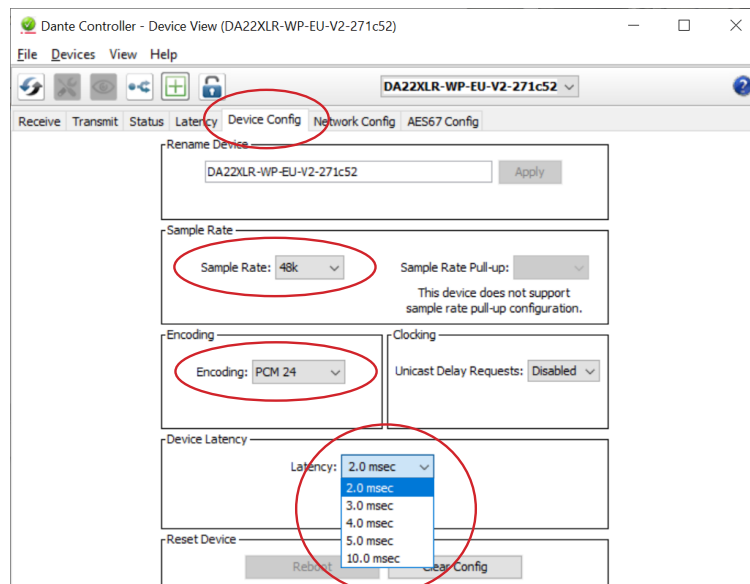 Dante Controller - Device View (DA22XLR-WP-EU-V2-271c52)
File Devices View Help
DA22XLR-WP-EU-V2-271c52
?
Receive Transmit Status Latency Device Config Network Config AES67 Config
Rename Device
DA22XLR-WP-EU-V2-271c52 Apply
Sample Rate
Sample Rate: 48k Sample Rate Pull-up:
This device does not support
sample rate pull-up configuration.
Encoding Clocking
Encoding: PCM 24 Unicast Delay Requests: Disabled
Device Latency
Latency: 2.0 msec
2.0 msec
3.0 msec
4.0 msec
5.0 msec
10.0 msec
Reset Device
Reboot Clear Config